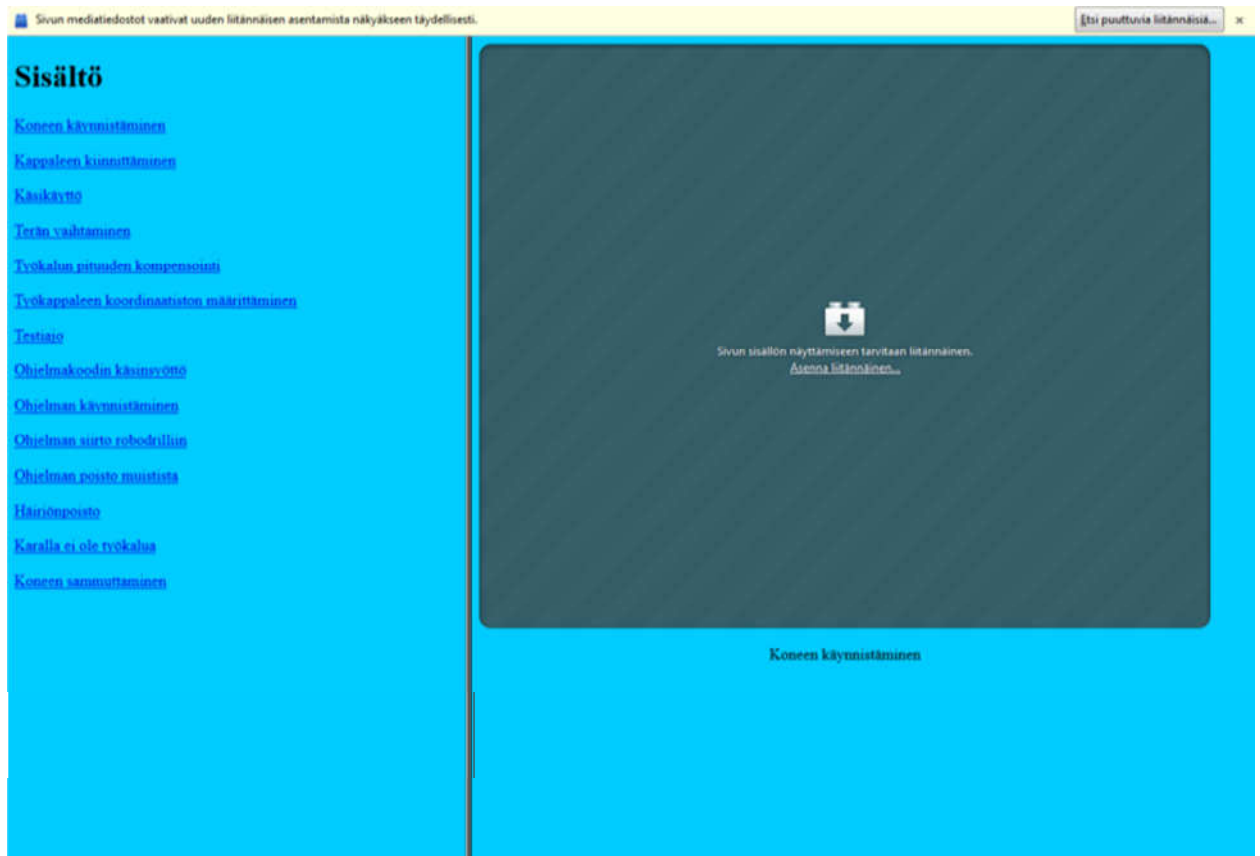 Sivun mediatiedostot vaativat uuden liitännäisen asentamista näkyäkseen täydellisesti.
Etsi puuttuvia liitännäisiä...
Sisältö
Koneen käynnistäminen
Kappaleen kiinnittäminen
Käsikäyttö
Terän vaihtaminen
Työkalun pituuden kompensointi
Työkappaleen koordinaatiston määrittäminen
Testiajo
Ohjelmakoodin käsinsyöttö
Ohjelman käynnistäminen
Ohjelman siirto robodrilliin
Ohjelman poisto muistista
Häiriönpoisto
Karalla ei ole työkalua
Koneen sammuttaminen
Sivun sisällön näyttämiseen tarvitaan liitännäinen.
Asenna liitännäinen...
Koneen käynnistäminen